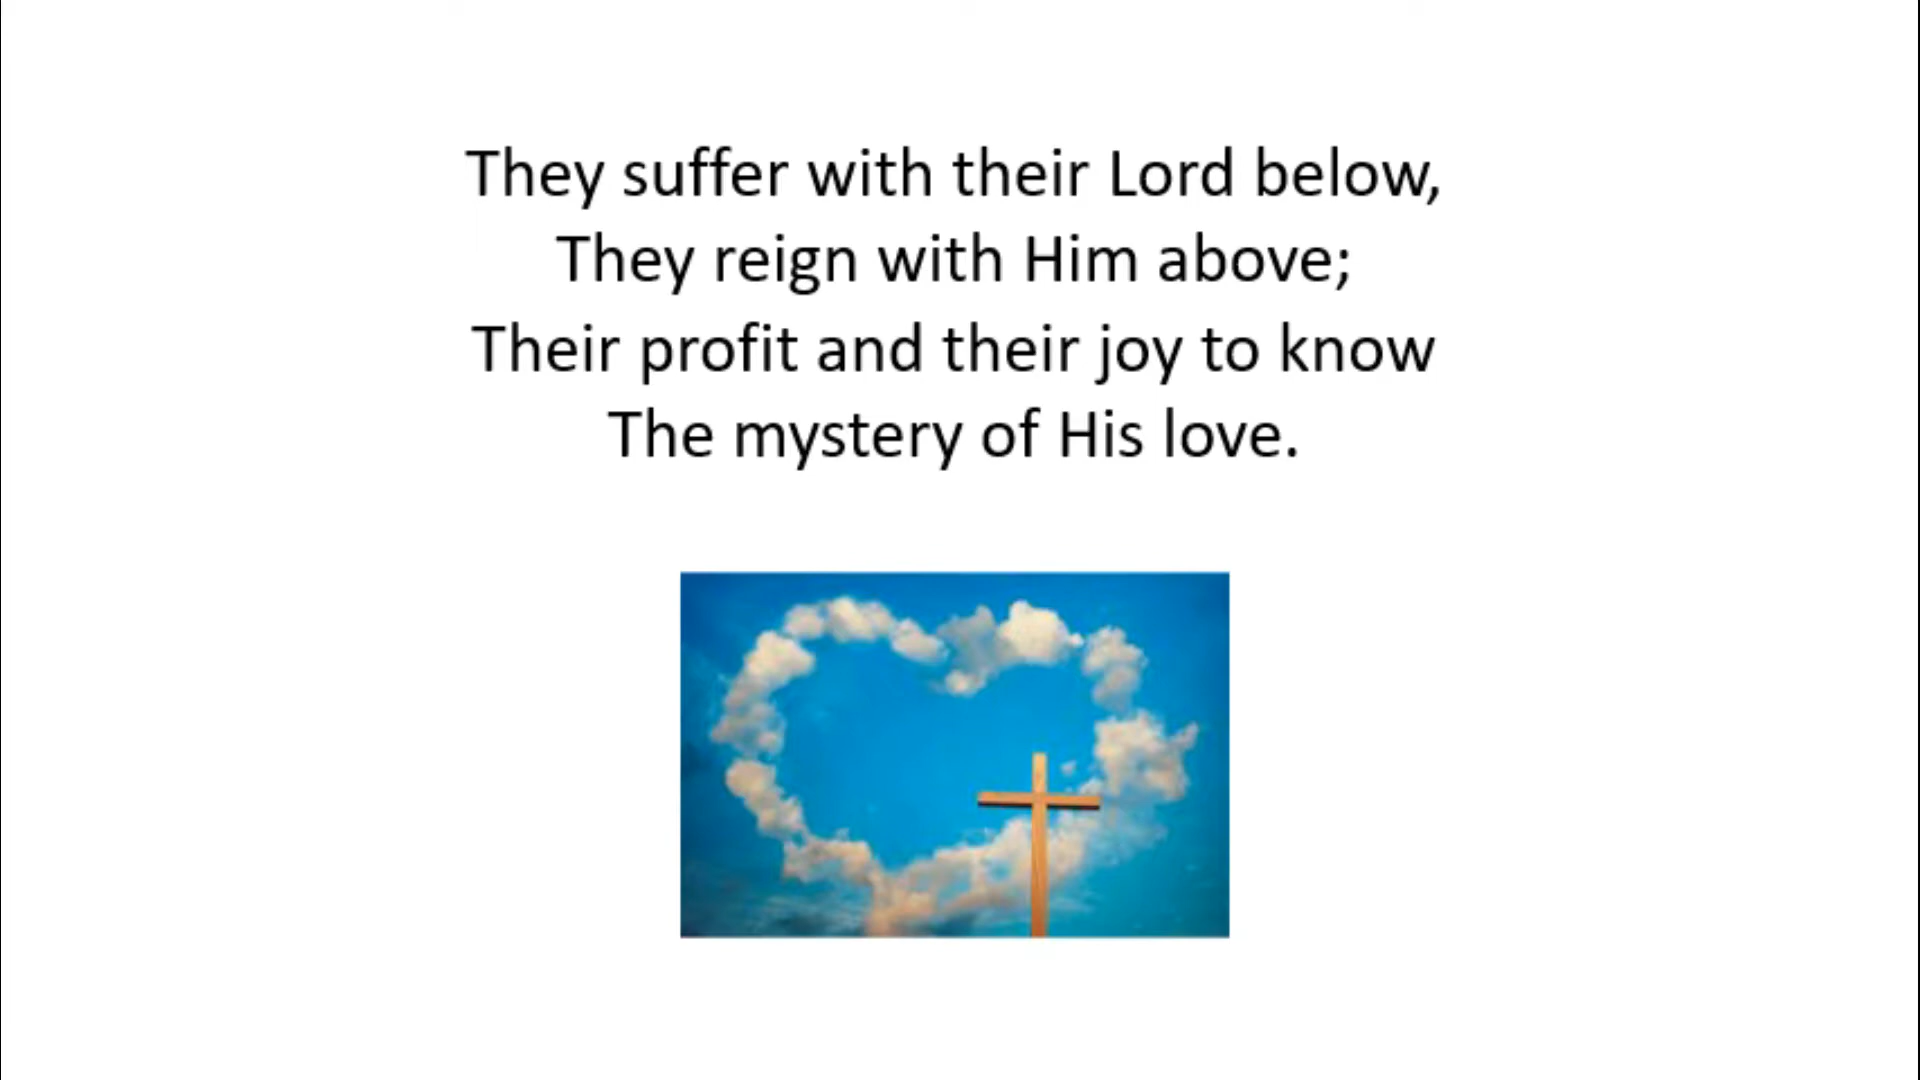 They suffer with their Lord below,
They reign with Him above;
Their profit and their joy to know
The mystery of His love.